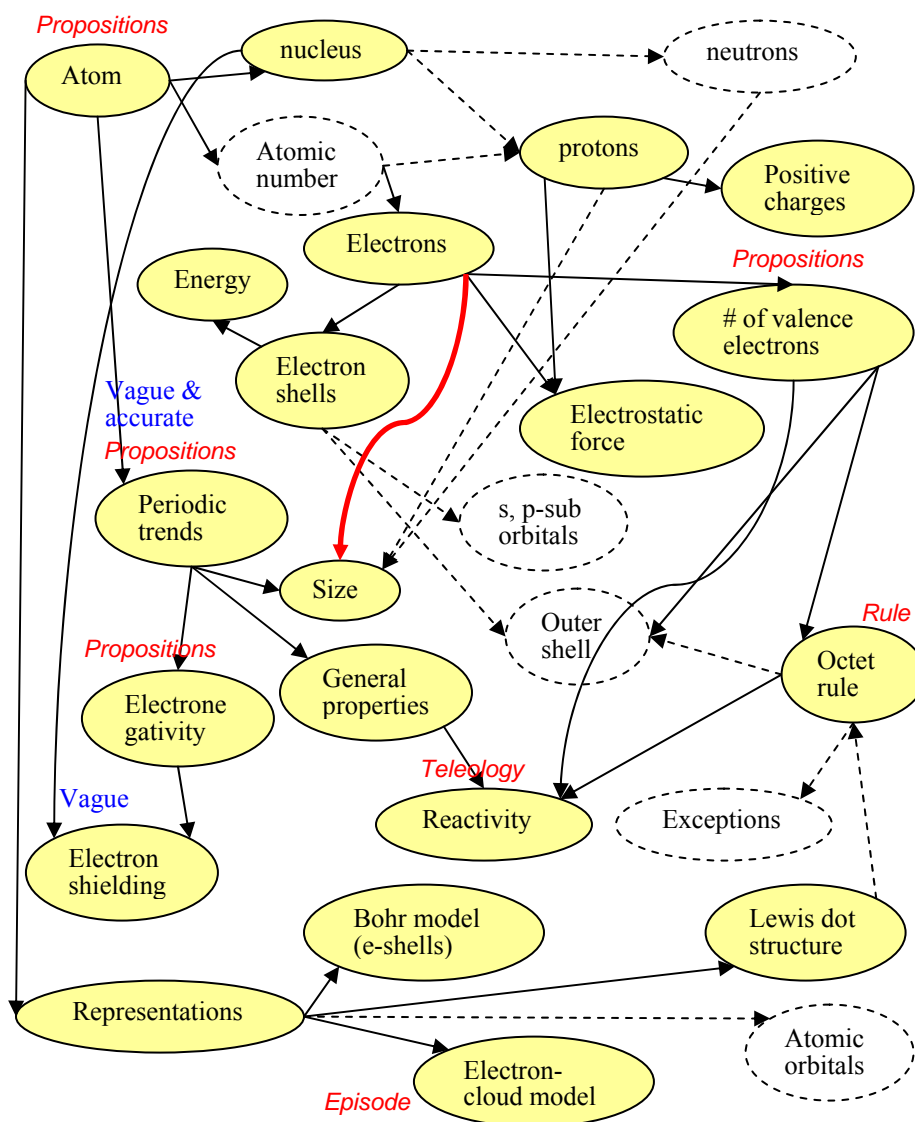 Propositions
nucleus
neutrons
Atom
Atomic
number
protons
Positive
charges
Electrons
Propositions
Energy
# of valence
electrons
Electron
shells
Vague &
accurate
Electrostatic
force
Propositions
Periodic
trends
s, p-sub
orbitals
Size
Outer
shell
Rule
Octet
rule
Propositions
General
properties
Electrone
gativity
Teleology
Vague
Reactivity
Exceptions
Electron
shielding
Bohr model
(e-shells)
Lewis dot
structure
Representations
Atomic
orbitals
Electron-
cloud model
Episode